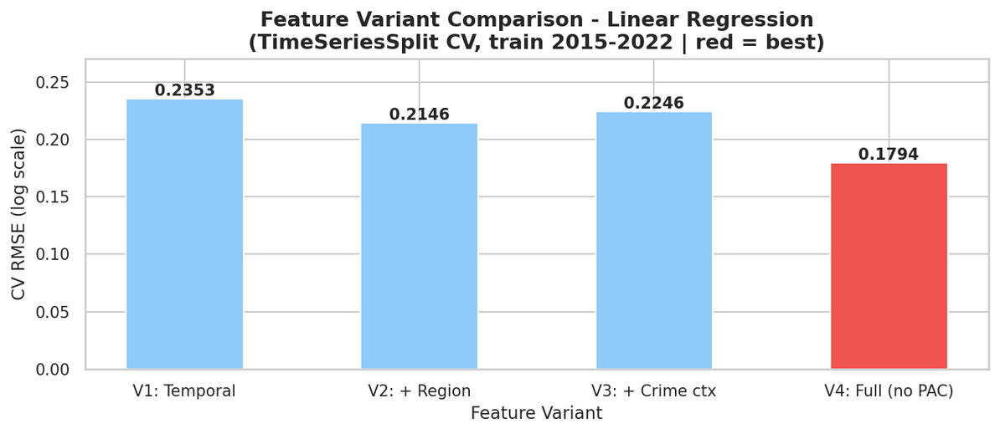 Feature Variant Comparison - Linear Regression
(TimeSeriesSplit CV, train 2015-2022 | red = best)
CV RMSE (log scale)
0.25
0.20
0.15
0.10
0.05
0.00
0.2353
0.2146
0.2246
0.1794
V1: Temporal
V2: + Region
V3: + Crime ctx
V4: Full (no PAC)
Feature Variant